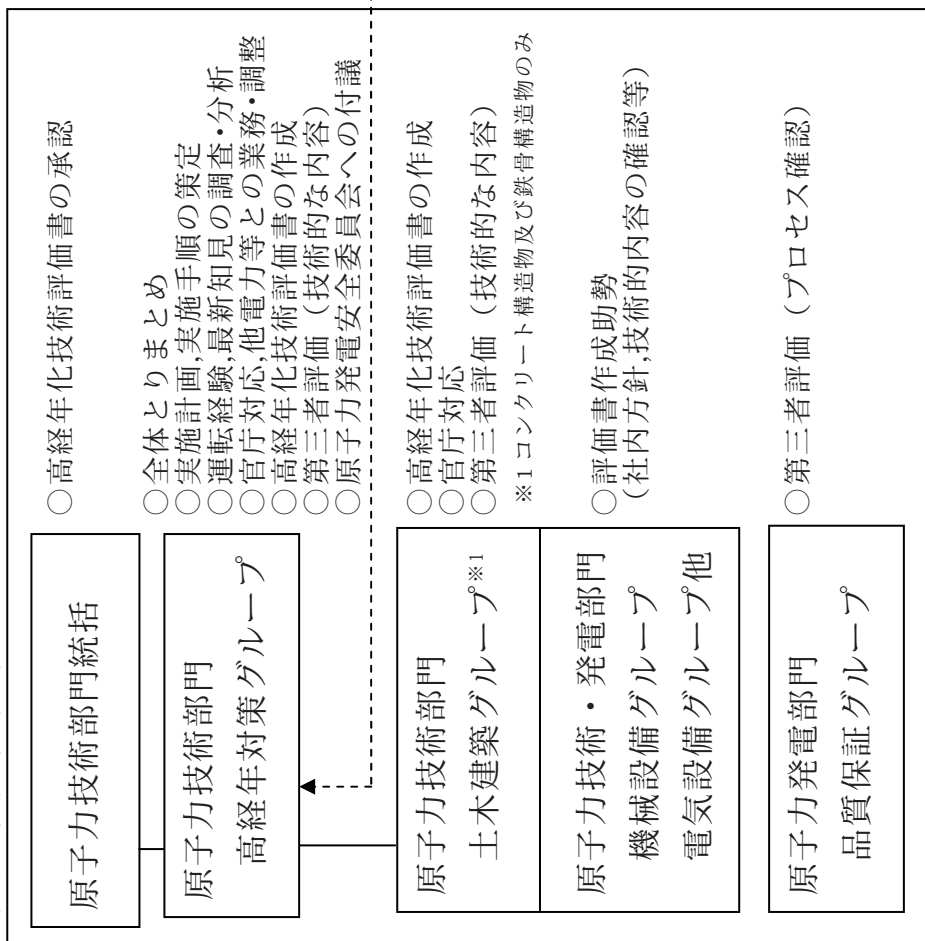 原子力技術部門統括
○高経年化技術評価書の承認
原子力技術部門
高経年対策グループ
○全体とりまとめ
○実施計画,実施手順の策定
○運転経験,最新知見の調査・分析
○官庁対応,他電力等との業務・調整
○高経年化技術評価書の作成
○第三者評価（技術的な内容）
○原子力発電安全委員会への付議
原子力技術部門
土木建築グループ※1
○高経年化技術評価書の作成
○官庁対応
○第三者評価（技術的な内容）
※1 コンクリート構造物及び鉄骨構造物のみ
原子力技術・発電部門
機械設備グループ
電気設備グループ他
○評価書作成助勢
(社内方針,技術的内容の確認等)
原子力発電部門
品質保証グループ
○第三者評価（プロセス確認）